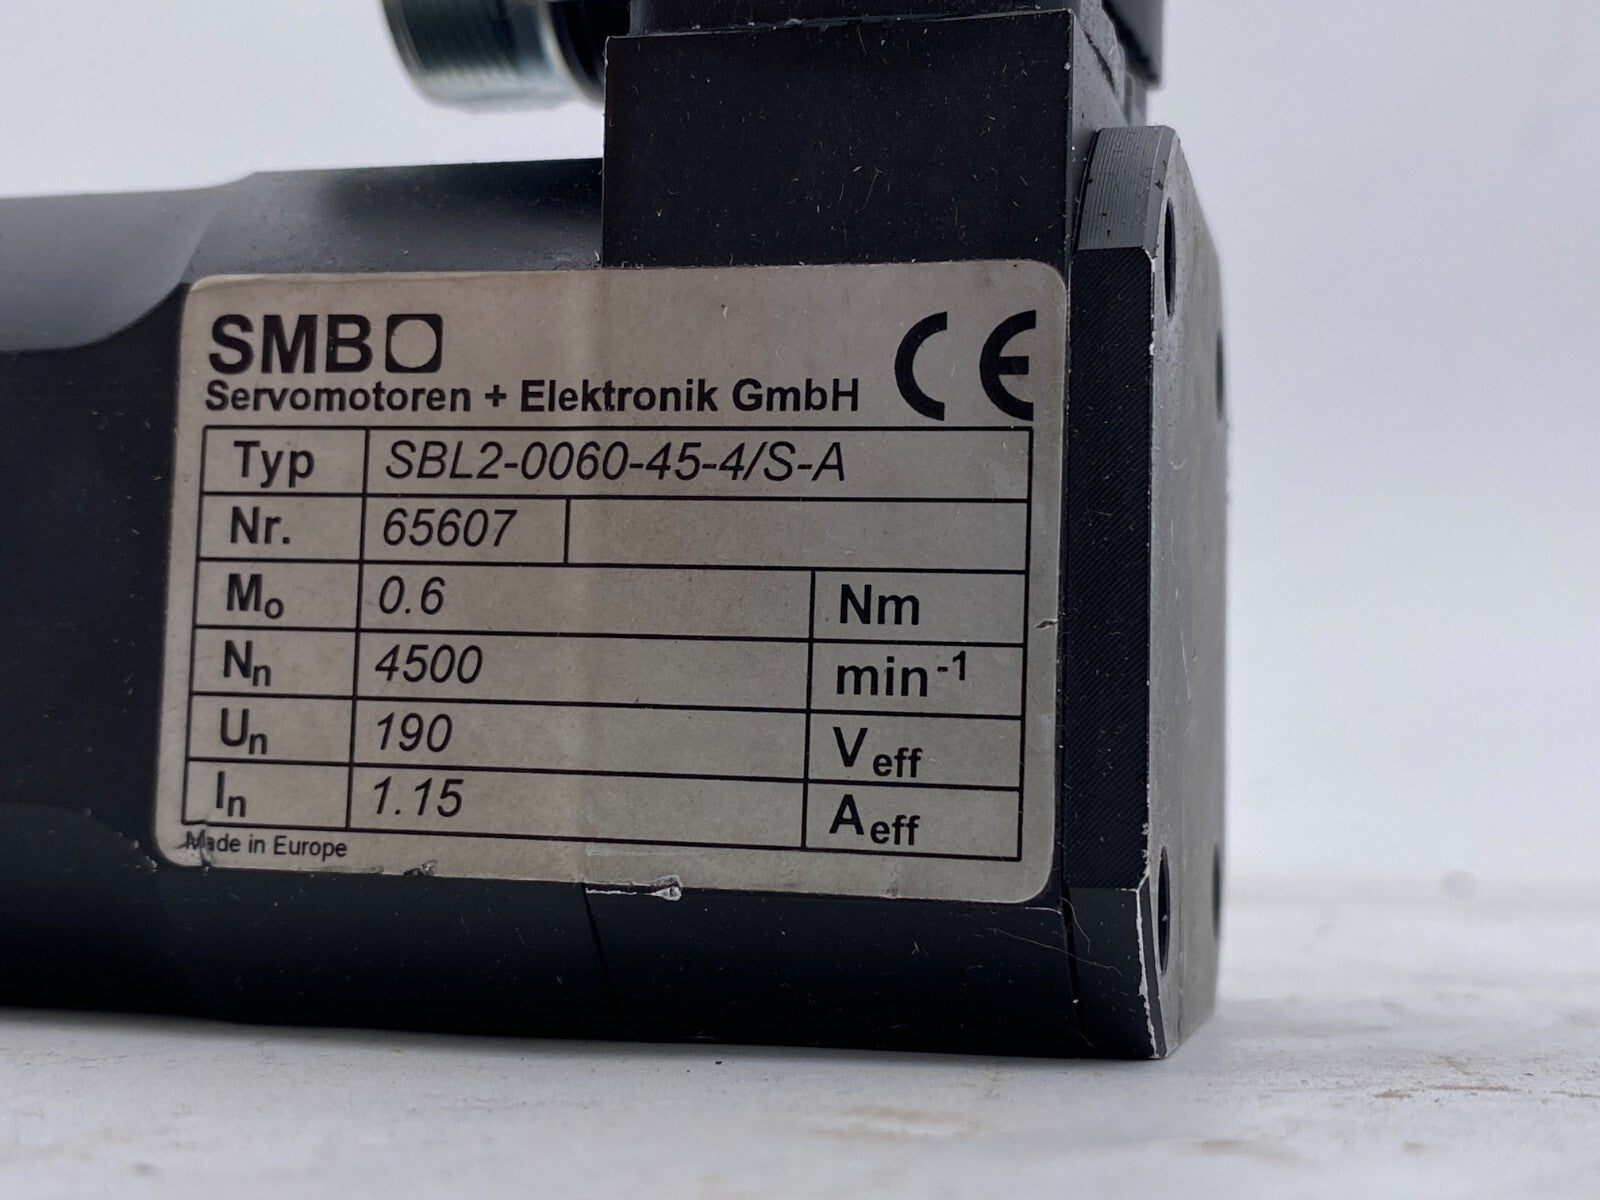 SMB
Servomotoren + Elektronik GmbH CE
Typ SBL2-0060-45-4/S-A
Nr. 65607
Mo 0.6 Nm
Nn 4500 min-1
Un 190 Veff
In 1.15 Aeff
Made in Europe